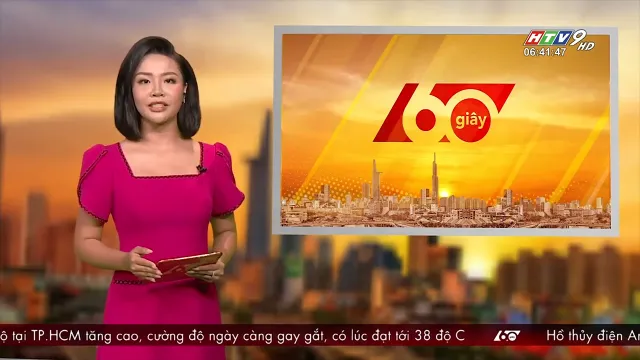 HTV9 HD
06:41:47
60 giây
ộ tại TP.HCM tăng cao, cường độ ngày càng gay gắt, có lúc đạt tới 38 độ C 60 Hồ thủy điện A